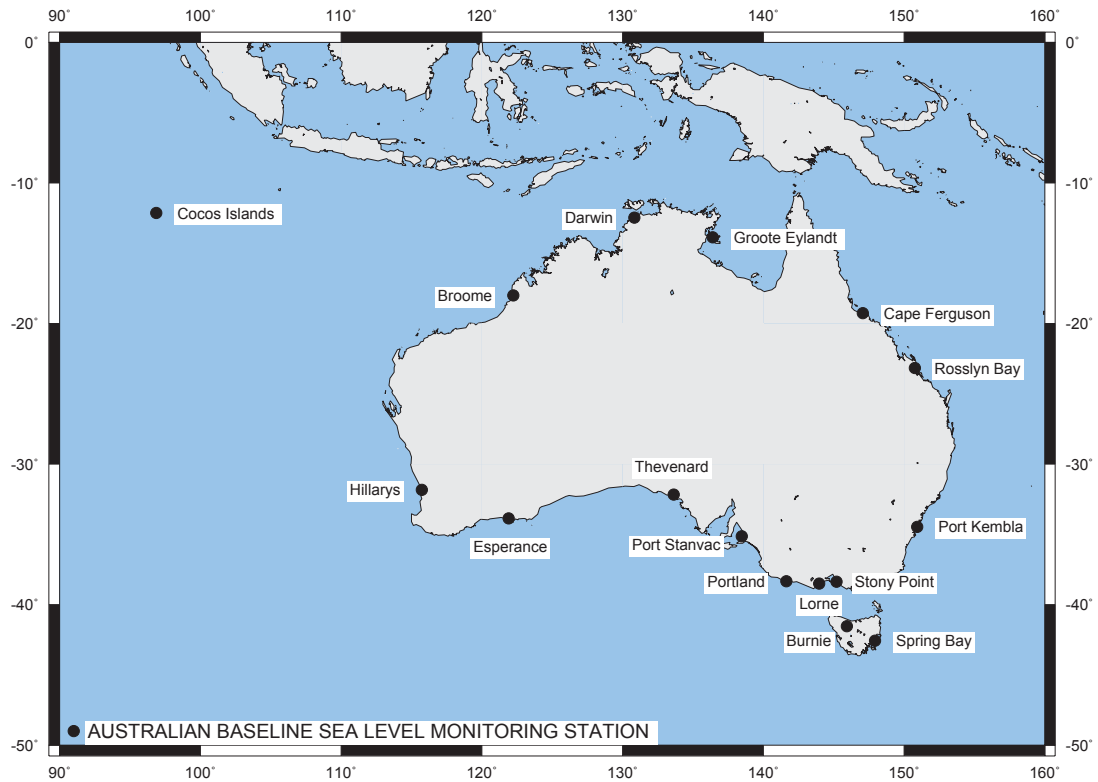 90˚ 100˚ 110˚ 120˚ 130˚ 140˚ 150˚ 160˚
0˚ 0˚
-10˚ -10˚
Cocos Islands
Darwin
Groote Eylandt
Broome
Cape Ferguson
-20˚ -20˚
Rosslyn Bay
-30˚ -30˚
Thevenard
Hillarys
Port Kembla
Esperance
Port Stanvac
Portland
Stony Point
Lorne
-40˚ -40˚
Burnie
Spring Bay
AUSTRALIAN BASELINE SEA LEVEL MONITORING STATION
-50˚ -50˚
90˚ 100˚ 110˚ 120˚ 130˚ 140˚ 150˚ 160˚